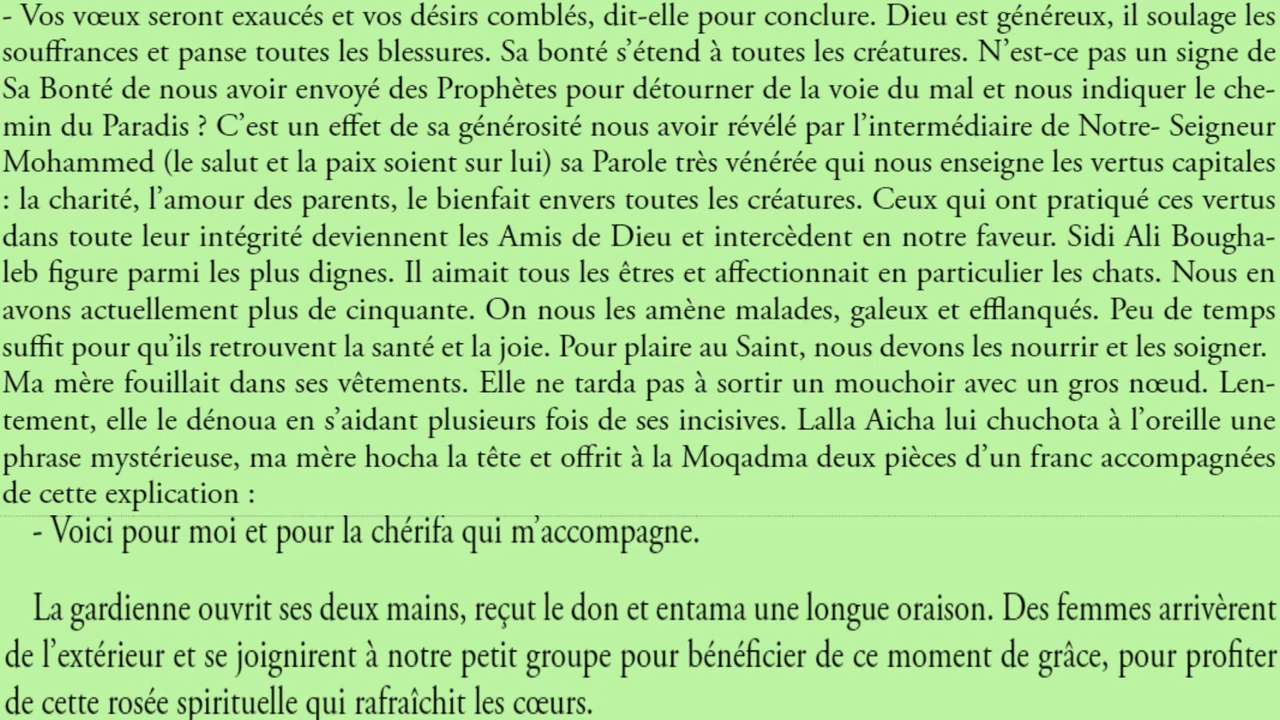 - Vos vœux seront exaucés et vos désirs comblés, dit-elle pour conclure. Dieu est généreux, il soulage les
souffrances et panse toutes les blessures. Sa bonté s’étend à toutes les créatures. N’est-ce pas un signe de
Sa Bonté de nous avoir envoyé des Prophètes pour détourner de la voie du mal et nous indiquer le che-
min du Paradis ? C’est un effet de sa générosité nous avoir révélé par l’intermédiaire de Notre- Seigneur
Mohammed (le salut et la paix soient sur lui) sa Parole très vénérée qui nous enseigne les vertus capitales
: la charité, l’amour des parents, le bienfait envers toutes les créatures. Ceux qui ont pratiqué ces vertus
dans toute leur intégrité deviennent les Amis de Dieu et intercèdent en notre faveur. Sidi Ali Bougha-
leb figure parmi les plus dignes. Il aimait tous les êtres et affectionnait en particulier les chats. Nous en
avons actuellement plus de cinquante. On nous les amène malades, galeux et efflanqués. Peu de temps
suffit pour qu’ils retrouvent la santé et la joie. Pour plaire au Saint, nous devons les nourrir et les soigner.
Ma mère fouillait dans ses vêtements. Elle ne tarda pas à sortir un mouchoir avec un gros nœud. Len-
tement, elle le dénoua en s’aidant plusieurs fois de ses incisives. Lalla Aicha lui chuchota à l’oreille une
phrase mystérieuse, ma mère hocha la tête et offrit à la Moqadma deux pièces d’un franc accompagnées
de cette explication :
- Voici pour moi et pour la chérifa qui m’accompagne.
La gardienne ouvrit ses deux mains, reçut le don et entama une longue oraison. Des femmes arrivèrent
de l’extérieur et se joignirent à notre petit groupe pour bénéficier de ce moment de grâce, pour profiter
de cette rosée spirituelle qui rafraîchit les cœurs.